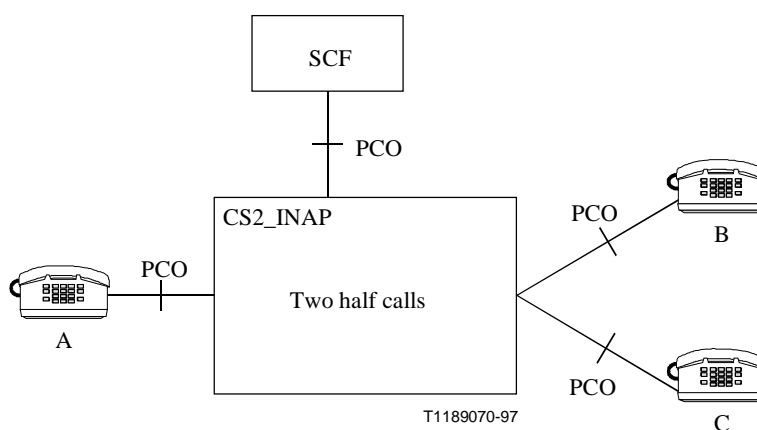 SCF
PCO
CS2_INAP
PCO
B
PCO
Two half calls
A
PCO
T1189070-97
C